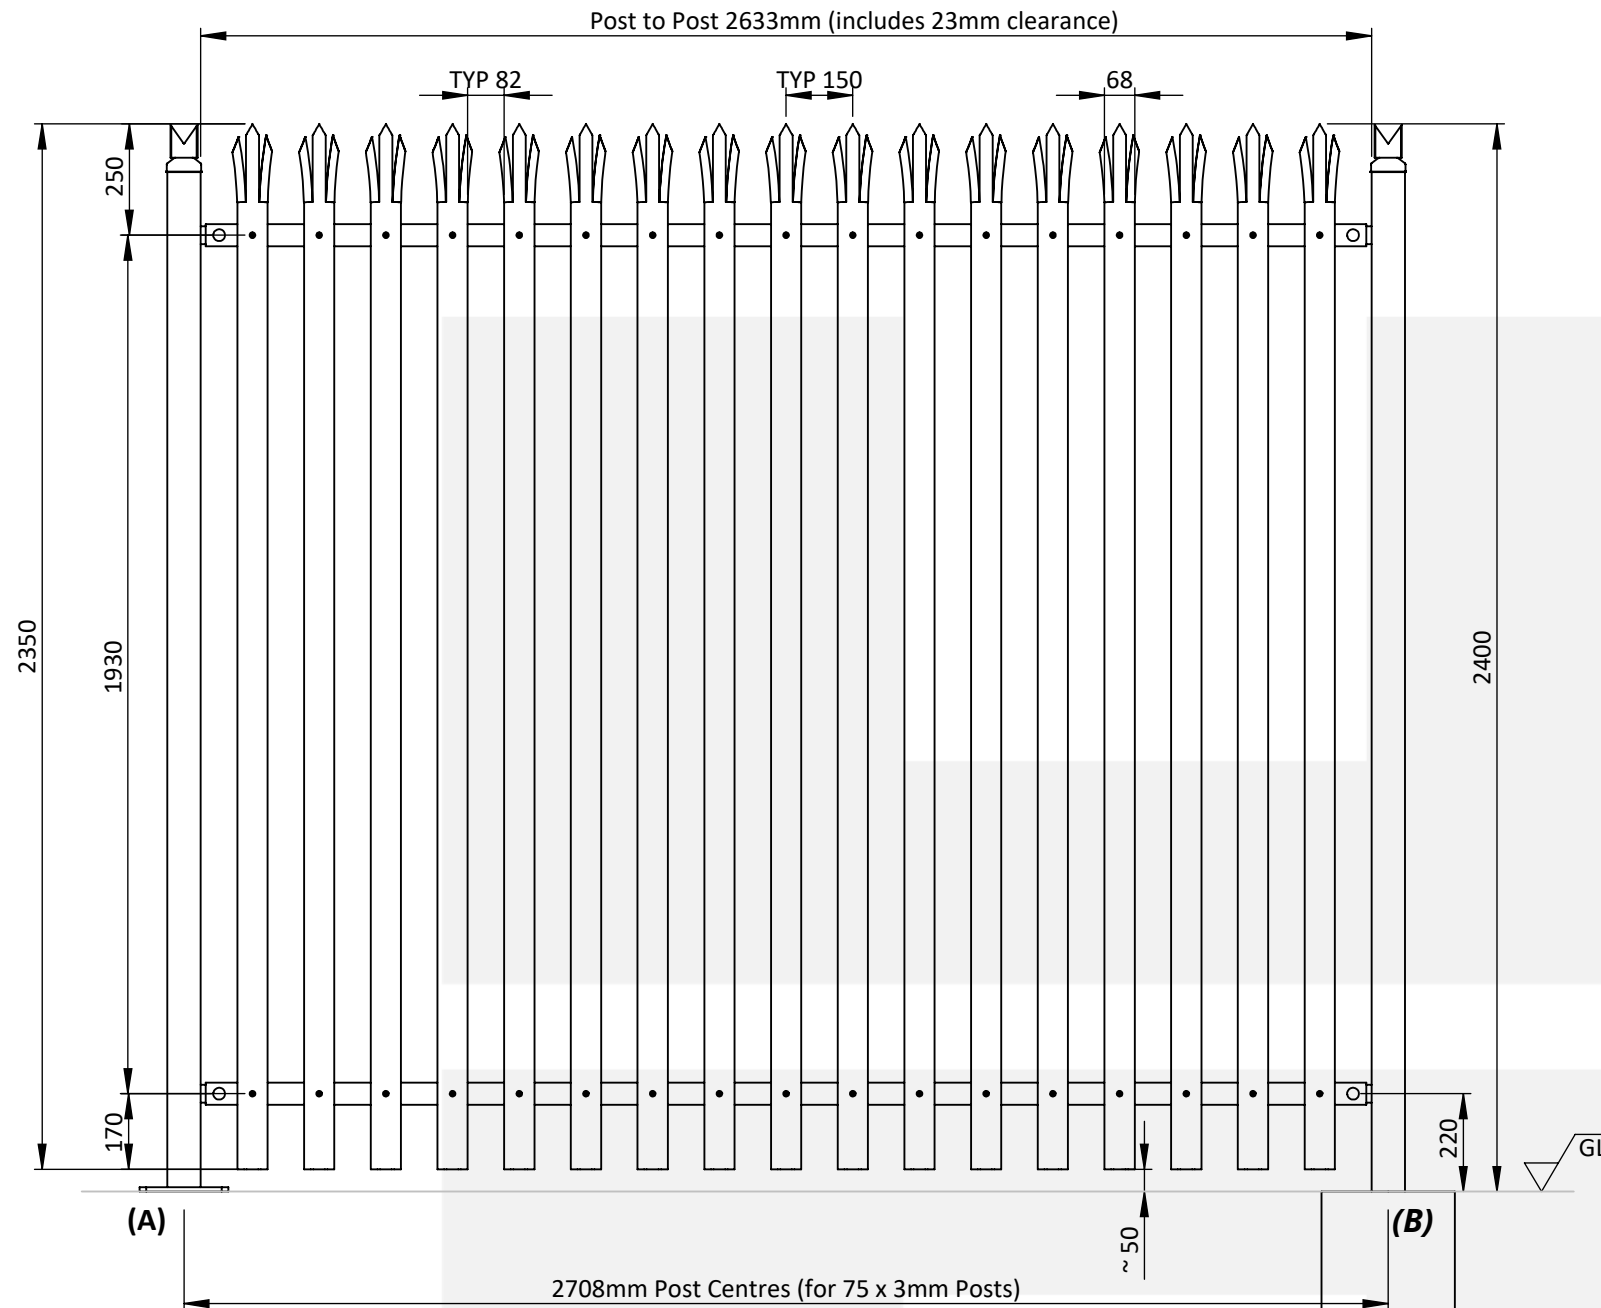 Post to Post 2633mm (includes 23mm clearance)
TYP 82
TYP 150
68
250
2350
1930
2400
170
220
GL
(A)
(B)
~ 50
2708mm Post Centres (for 75 x 3mm Posts)